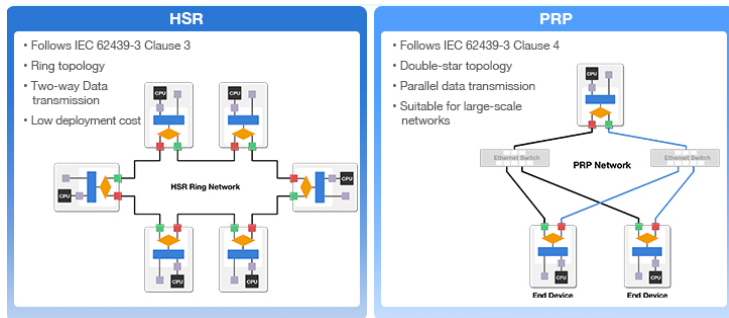 HSR
• Follows IEC 62439-3 Clause 3
• Ring topology
• Two-way Data
transmission
• Low deployment cost
CPU
CPU
CPU
CPU
HSR Ring Network
CPU
CPU
PRP
• Follows IEC 62439-3 Clause 4
• Double-star topology
• Parallel data transmission
• Suitable for large-scale
networks
CPU
Ethernet Switch
Ethernet Switch
PRP Network
CPU
CPU
End Device
End Device